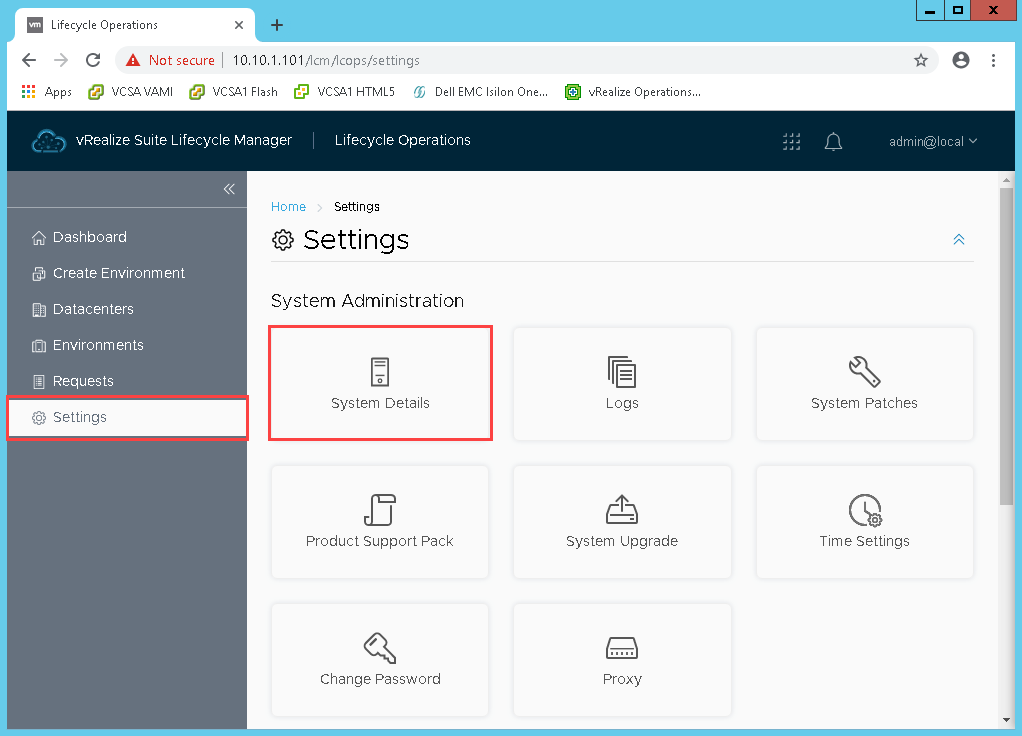 vm Lifecycle Operations
Not secure 10.10.1.101/lcm/lcops/settings
Apps VCSA VAMI VCSA1 Flash VCSA1 HTML5 Dell EMC Isilon One... vRealize Operations...
vRealize Suite Lifecycle Manager Lifecycle Operations admin@local
Dashboard
Create Environment
Datacenters
Environments
Requests
Settings
Home Settings
Settings
System Administration
System Details Logs System Patches
Product Support Pack System Upgrade Time Settings
Change Password Proxy